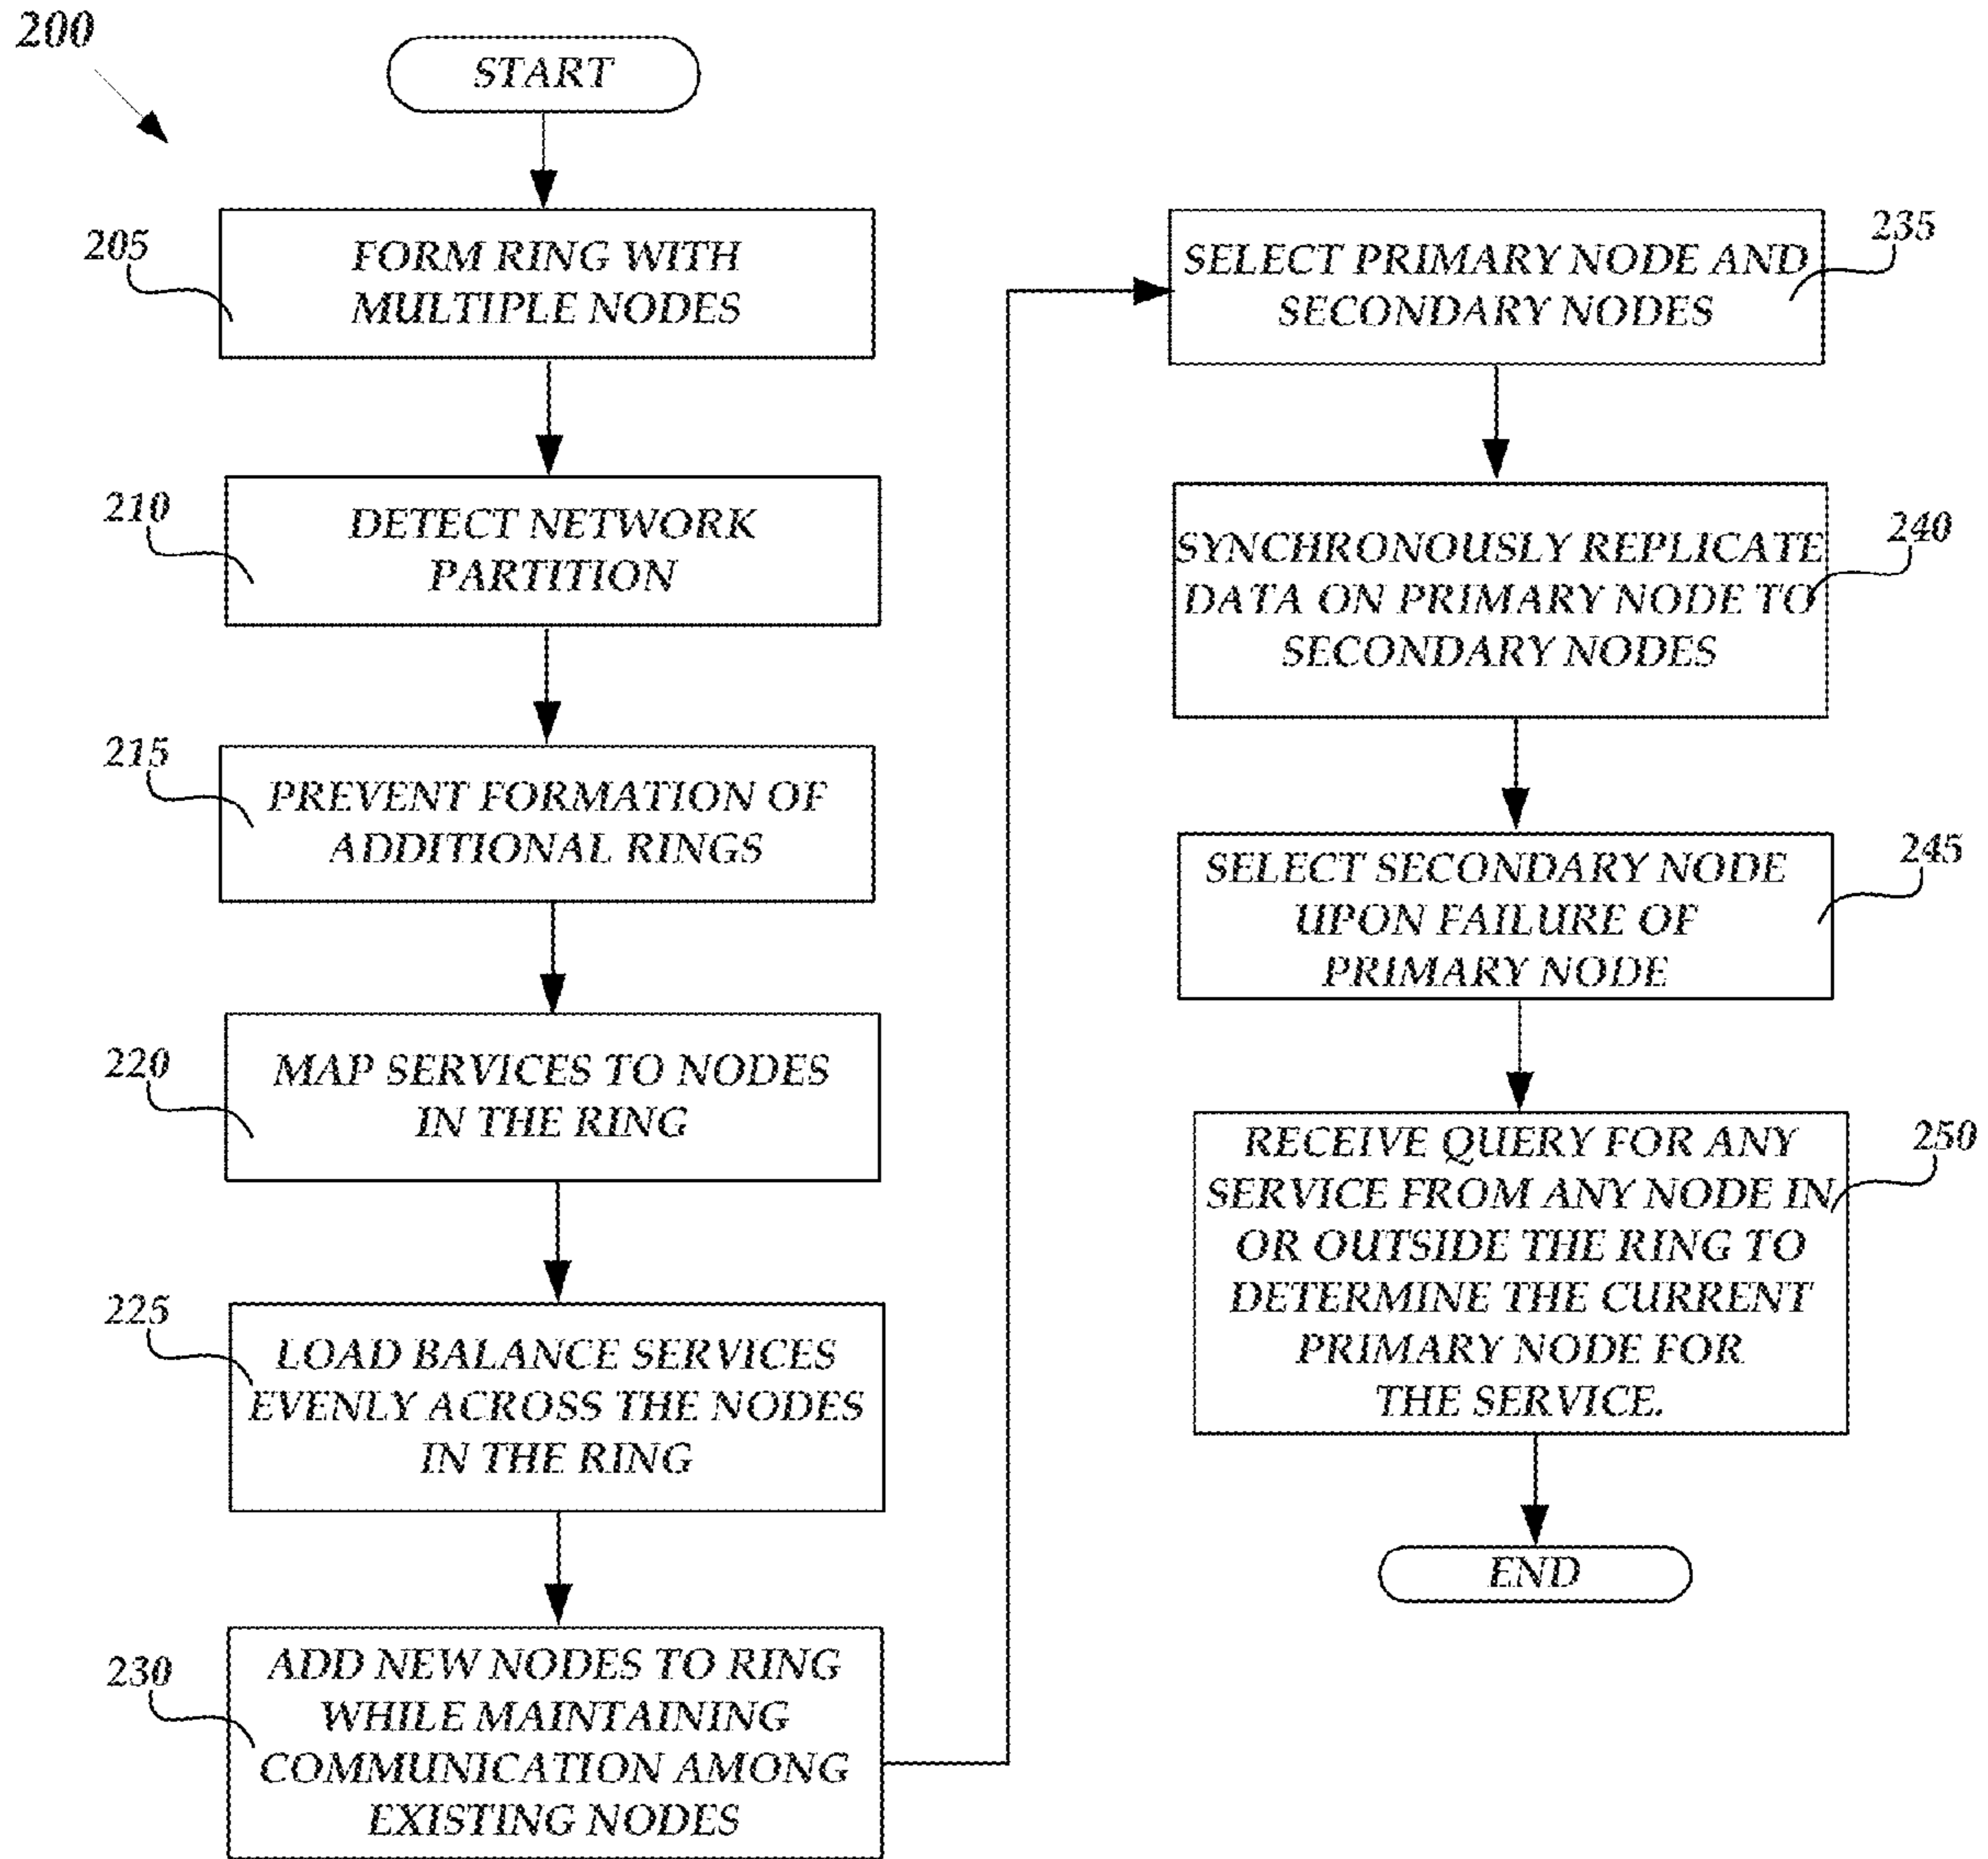 200
START
205
FORM RING WITH
MULTIPLE NODES
210
DETECT NETWORK
PARTITION
215
PREVENT FORMATION OF
ADDITIONAL RINGS
220
MAP SERVICES TO NODES
IN THE RING
225
LOAD BALANCE SERVICES
EVENLY ACROSS THE NODES
IN THE RING
230
ADD NEW NODES TO RING
WHILE MAINTAINING
COMMUNICATION AMONG
EXISTING NODES
235
SELECT PRIMARY NODE AND
SECONDARY NODES
240
SYNCHRONOUSLY REPLICATE
DATA ON PRIMARY NODE TO
SECONDARY NODES
245
SELECT SECONDARY NODE
UPON FAILURE OF
PRIMARY NODE
250
RECEIVE QUERY FOR ANY
SERVICE FROM ANY NODE IN
OR OUTSIDE THE RING TO
DETERMINE THE CURRENT
PRIMARY NODE FOR
THE SERVICE.
END